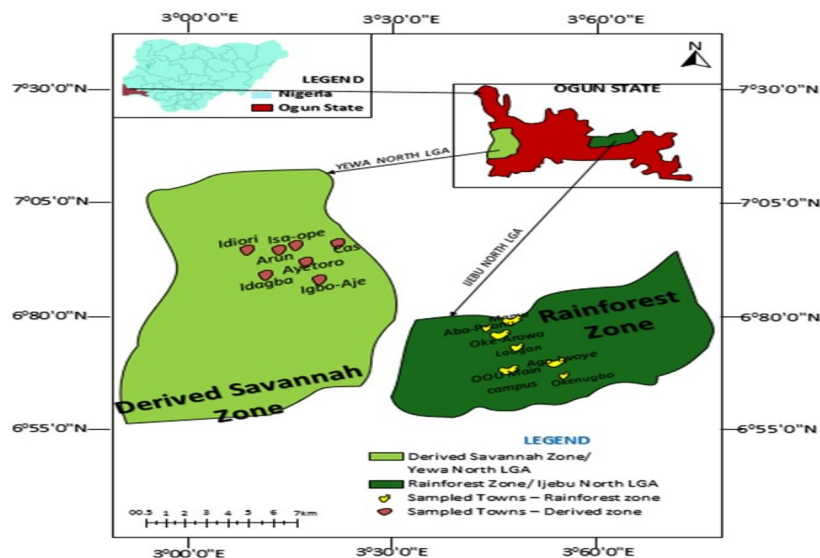 3°00'0"E 3°30'0"E 3°60'0"E
N
LEGEND
Nigeria
Ogun State
OGUN STATE
7°30'0"N 7°30'0"N
YEWA NORTH LGA
7°05'0"N 7°05'0"N
IJEBU NORTH LGA
Idiori
Isa-ope
Eas
Arun
Ayetoro
Idagba
Igbo-Aje
6°80'0"N 6°80'0"N
Rainforest
Zone
Oke-Arowa
Ago-Iwoye
OOU Main
campus
Okenugbo
Derived Savannah
Zone
6°55'0"N 6°55'0"N
LEGEND
Derived Savannah Zone/
Yewa North LGA
Rainforest Zone/ Ijebu North LGA
Sampled Towns – Rainforest zone
Sampled Towns – Derived zone
00.5 1 2 3 4 5 6 7km
3°00'0"E 3°30'0"E 3°60'0"E